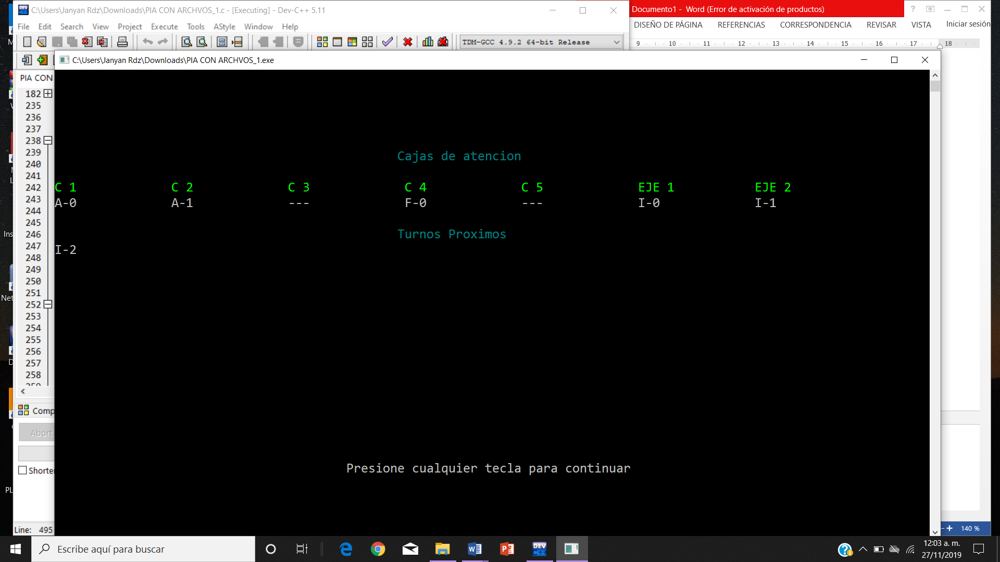 C:\Users\Janyan Rdz\Downloads\PIA CON ARCHVOS_1.c - [Executing] - Dev-C++ 5.11
Documento1 - Word (Error de activación de productos)
File Edit Search View Project Execute Tools AStyle Window Help
DISEÑO DE PÁGINA REFERENCIAS CORRESPONDENCIA REVISAR VISTA Iniciar sesión
TDM-GCC 4.9.2 64-bit Release
9 10 11 12 13 14 15 16 17 18
C:\Users\Janyan Rdz\Downloads\PIA CON ARCHVOS_1.exe
PIA CON
182
235
236
237
238
239
240
241
242
243
244
245
246
247
248
249
250
251
252
253
254
255
256
257
258
259
Cajas de atencion
C 1 C 2 C 3 C 4 C 5 EJE 1 EJE 2
A-0 A-1 --- F-0 --- I-0 I-1
Turnos Proximos
I-2
Presione cualquier tecla para continuar
Ins
Net
Comp
Abort
Shorte
PL
Line: 495
140 %
Escribe aquí para buscar
12:03 a. m.
27/11/2019